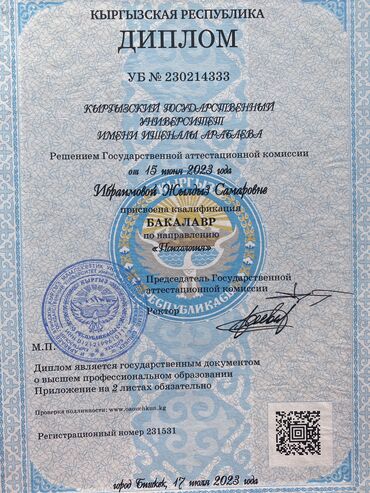 КЫРГЫЗСКАЯ РЕСПУБЛИКА
ДИПЛОМ
УБ № 230214333
КЫРГЫЗСКИЙ ГОСУДАРСТВЕННЫЙ
УНИВЕРСИТЕТ
ИМЕНИ ИШЕНАЛЫ АРАБАЕВА
Решением Государственной аттестационной комиссии
от 15 июня 2023 года
Ибраимовой Жылдыз Самаровне
присвоена квалификация
БАКАЛАВР
по направлению
«Психология»
Председатель Государственной
аттестационной комиссии
Ректор
М.П.
Диплом является государственным документом
о высшем профессиональном образовании
Приложение на 2 листах обязательно
Проверка подлинности: www.oaooshkun.kg
Регистрационный номер 231531
город Бишкек, 17 июля 2023 года